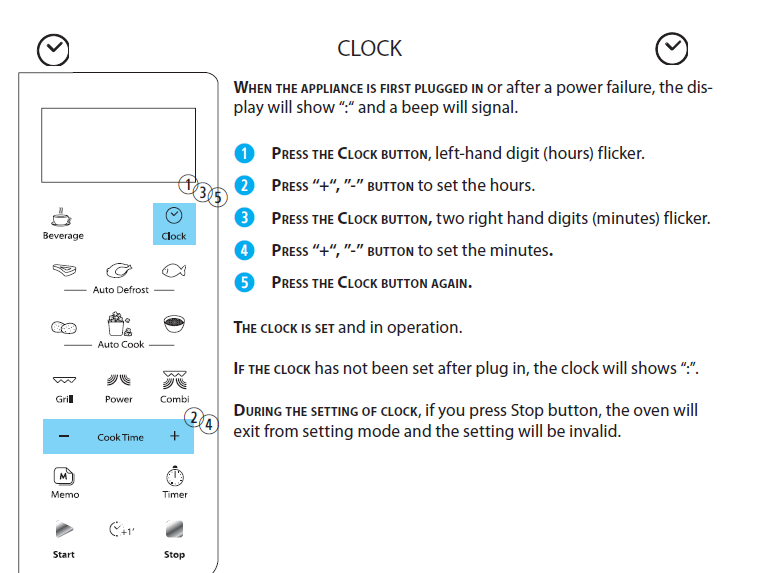 CLOCK
WHEN THE APPLIANCE IS FIRST PLUGGED IN or after a power failure, the dis-
play will show “:“ and a beep will signal.
1 PRESS THE CLOCK BUTTON, left-hand digit (hours) flicker.
2 PRESS “+“, ”-” BUTTON to set the hours.
3 PRESS THE CLOCK BUTTON, two right hand digits (minutes) flicker.
4 PRESS “+“, ”-” BUTTON to set the minutes.
5 PRESS THE CLOCK BUTTON AGAIN.
THE CLOCK IS SET and in operation.
IF THE CLOCK has not been set after plug in, the clock will shows “:”.
DURING THE SETTING OF CLOCK, if you press Stop button, the oven will
exit from setting mode and the setting will be invalid.
1 3 5
Beverage Clock
Auto Defrost
Auto Cook
Grill Power Combi
2 4
– Cook Time +
M
Memo Timer
+1’
Start Stop